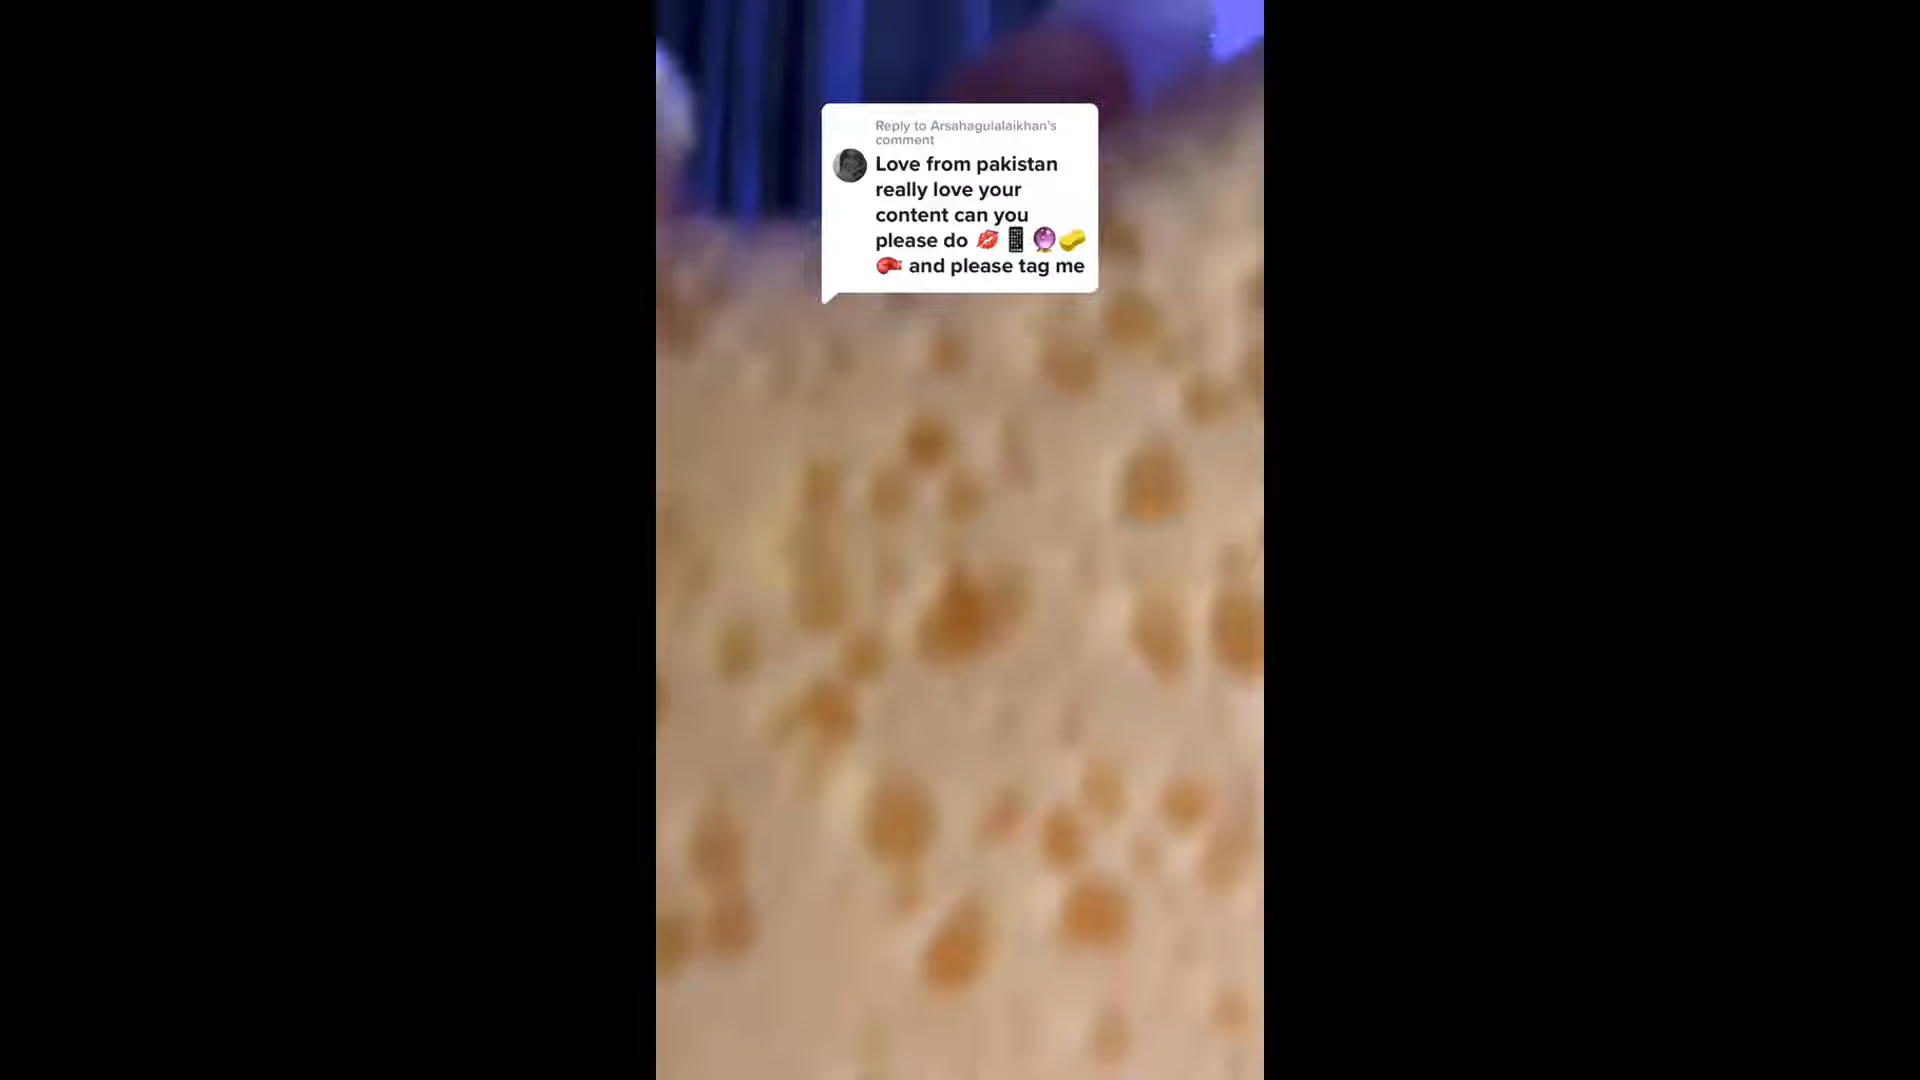 Reply to Arsahagulalaikhan's
comment
Love from pakistan
really love your
content can you
please do 💋 📱 🔮 🧽
🥊 and please tag me